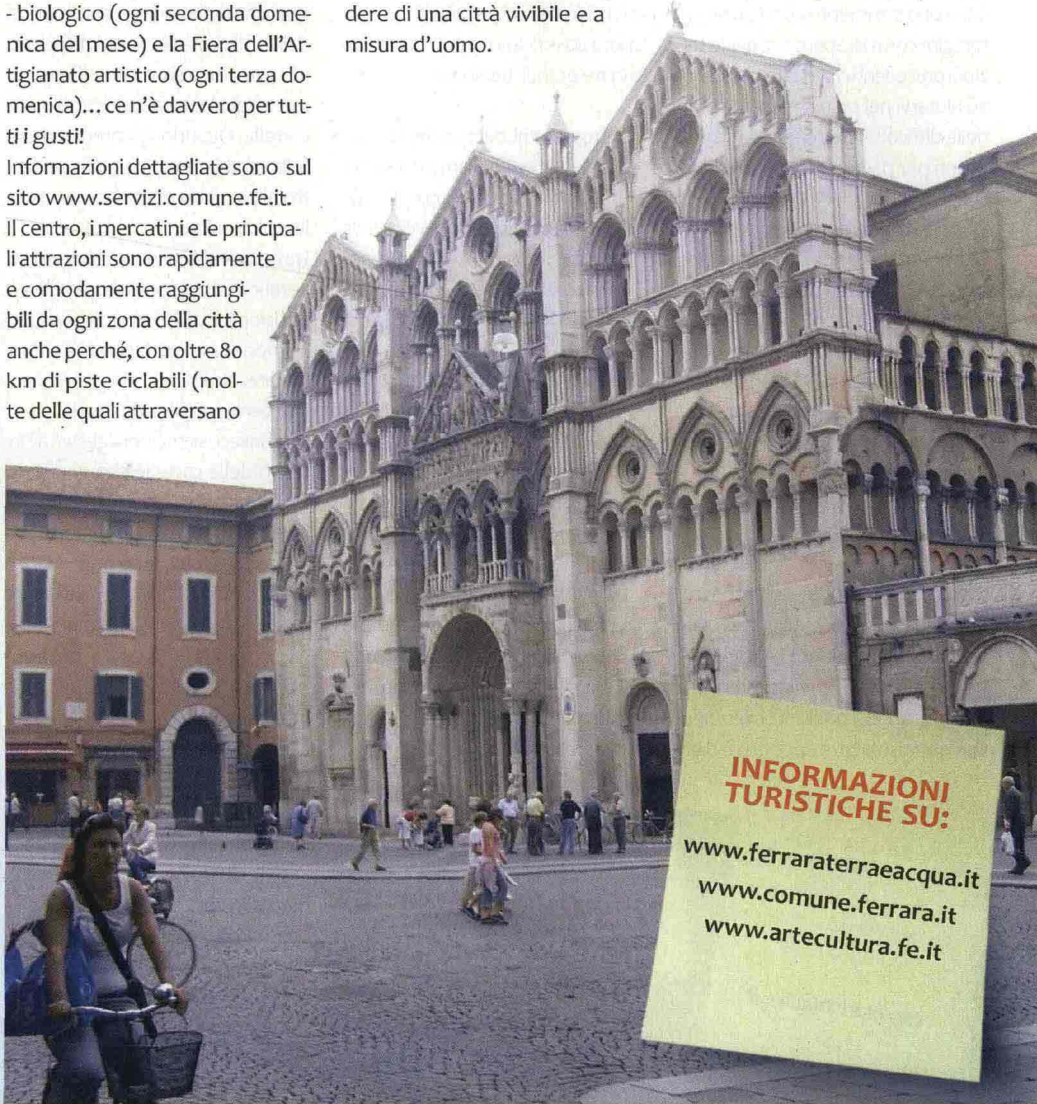 - biologico (ogni seconda dome-
nica del mese) e la Fiera dell'Ar-
tigianato artistico (ogni terza do-
menica)... ce n'è davvero per tut-
ti i gusti!
Informazioni dettagliate sono sul
sito www.servizi.comune.fe.it.
Il centro, i mercatini e le principa-
li attrazioni sono rapidamente
e comodamente raggiungi-
bili da ogni zona della città
anche perché, con oltre 80
km di piste ciclabili (mol-
te delle quali attraversano
dere di una città vivibile e a
misura d'uomo.
INFORMAZIONI
TURISTICHE SU:
www.ferraraterraeacqua.it
www.comune.ferrara.it
www.artecultura.fe.it